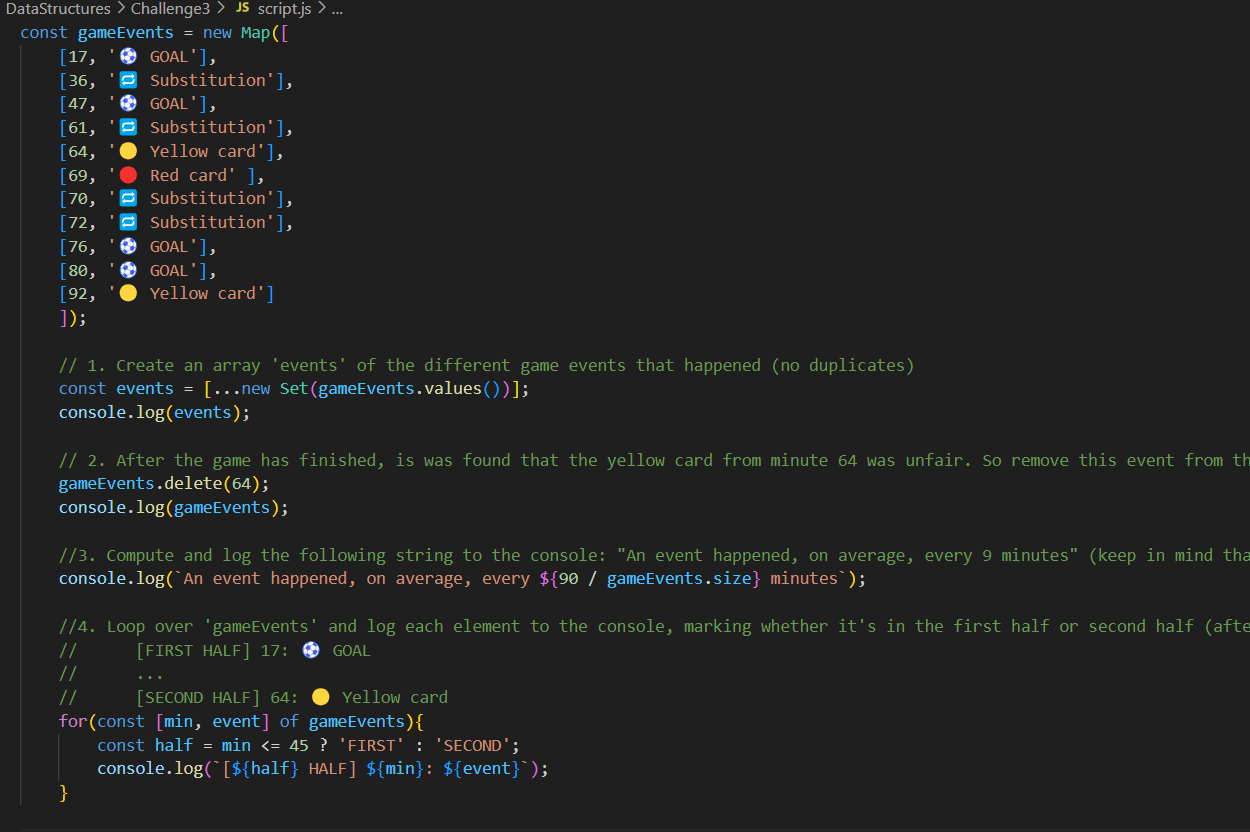 DataStructures > Challenge3 > JS script.js > ...
const gameEvents = new Map([
    [17, '⚽ GOAL'],
    [36, '🔁 Substitution'],
    [47, '⚽ GOAL'],
    [61, '🔁 Substitution'],
    [64, '🟡 Yellow card'],
    [69, '🔴 Red card' ],
    [70, '🔁 Substitution'],
    [72, '🔁 Substitution'],
    [76, '⚽ GOAL'],
    [80, '⚽ GOAL'],
    [92, '🟡 Yellow card']
    ]);
    // 1. Create an array 'events' of the different game events that happened (no duplicates)
    const events = [...new Set(gameEvents.values())];
    console.log(events);
    // 2. After the game has finished, is was found that the yellow card from minute 64 was unfair. So remove this event from th
    gameEvents.delete(64);
    console.log(gameEvents);
    //3. Compute and log the following string to the console: "An event happened, on average, every 9 minutes" (keep in mind tha
    console.log(`An event happened, on average, every ${90 / gameEvents.size} minutes`);
    //4. Loop over 'gameEvents' and log each element to the console, marking whether it's in the first half or second half (afte
    //      [FIRST HALF] 17: ⚽ GOAL
    //      ...
    //      [SECOND HALF] 64: 🟡 Yellow card
    for(const [min, event] of gameEvents){
        const half = min <= 45 ? 'FIRST' : 'SECOND';
        console.log(`[${half} HALF] ${min}: ${event}`);
    }